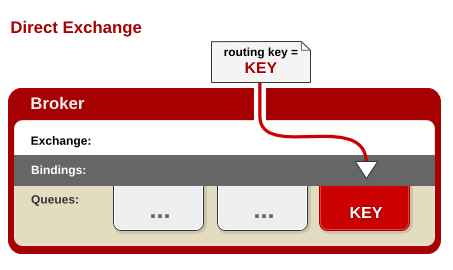 Direct Exchange
routing key =
KEY
Broker
Exchange:
Bindings:
Queues:
...
...
KEY